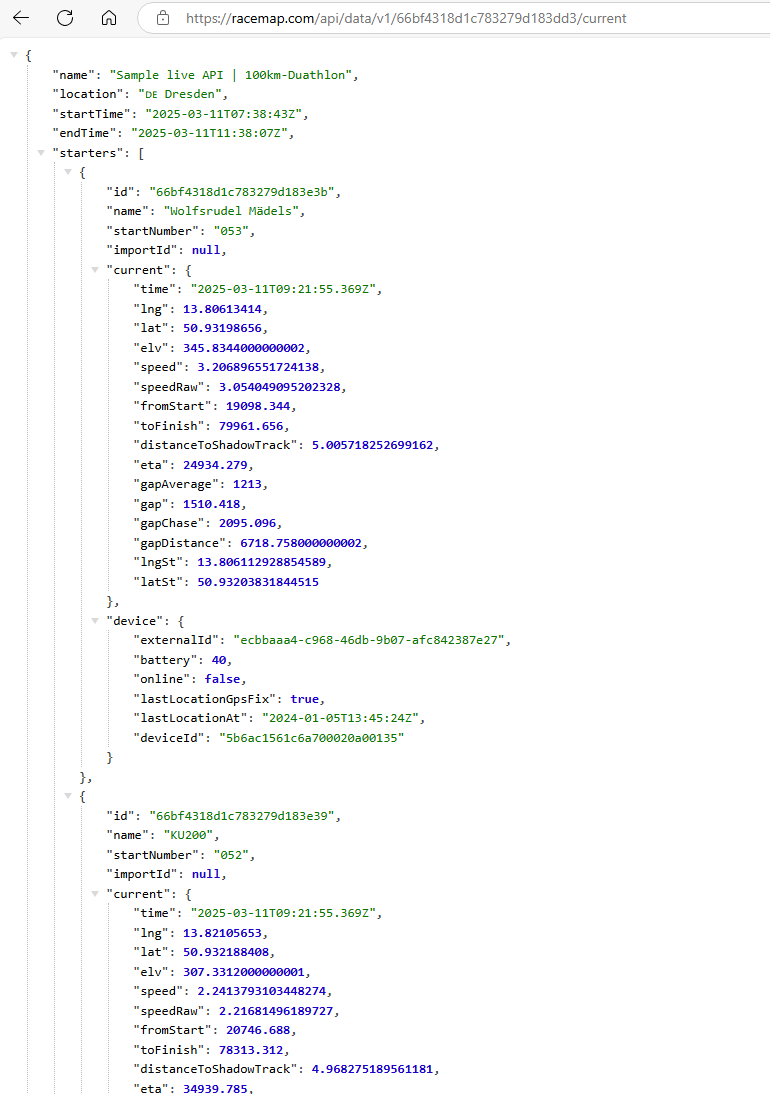 https://racemap.com/api/data/v1/66bf4318d1c783279d183dd3/current
{
"name": "Sample live API | 100km-Duathlon",
"location": "DE Dresden",
"startTime": "2025-03-11T07:38:43Z",
"endTime": "2025-03-11T11:38:07Z",
"starters": [
{
"id": "66bf4318d1c783279d183e3b",
"name": "Wolfsrudel Mädels",
"startNumber": "053",
"importId": null,
"current": {
"time": "2025-03-11T09:21:55.369Z",
"lng": 13.80613414,
"lat": 50.93198656,
"elv": 345.8344000000002,
"speed": 3.206896551724138,
"speedRaw": 3.054049095202328,
"fromStart": 19098.344,
"toFinish": 79961.656,
"distanceToShadowTrack": 5.005718252699162,
"eta": 24934.279,
"gapAverage": 1213,
"gap": 1510.418,
"gapChase": 2095.096,
"gapDistance": 6718.758000000002,
"lngSt": 13.806112928854589,
"latSt": 50.93203831844515
},
"device": {
"externalId": "ecbbaaa4-c968-46db-9b07-afc842387e27",
"battery": 40,
"online": false,
"lastLocationGpsFix": true,
"lastLocationAt": "2024-01-05T13:45:24Z",
"deviceId": "5b6ac1561c6a700020a00135"
}
},
{
"id": "66bf4318d1c783279d183e39",
"name": "KU200",
"startNumber": "052",
"importId": null,
"current": {
"time": "2025-03-11T09:21:55.369Z",
"lng": 13.82105653,
"lat": 50.932188408,
"elv": 307.3312000000001,
"speed": 2.2413793103448274,
"speedRaw": 2.21681496189727,
"fromStart": 20746.688,
"toFinish": 78313.312,
"distanceToShadowTrack": 4.968275189561181,
"eta": 34939.785,